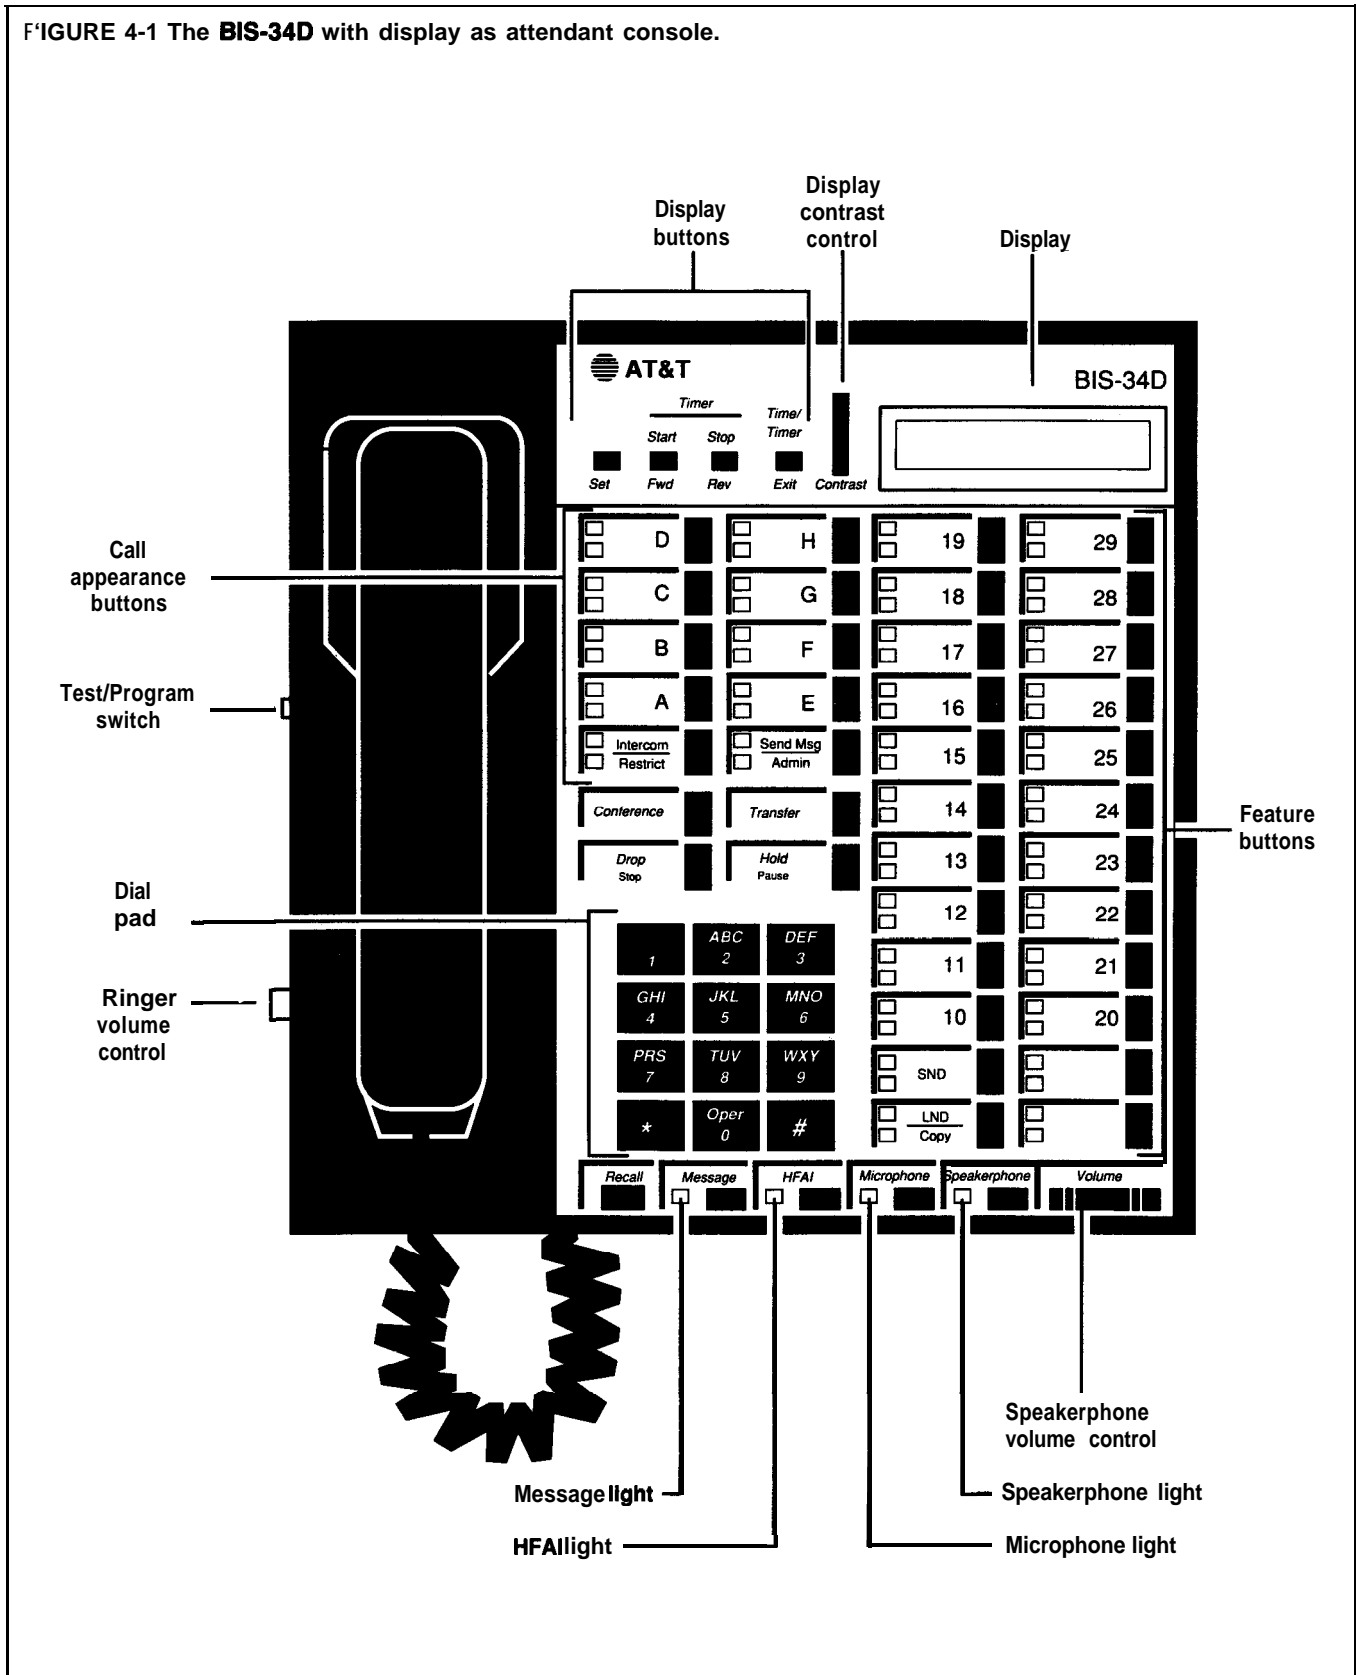 F‘IGURE 4-1 The BIS-34D with display as attendant console.
Display
buttons
Display
contrast
control
Display
AT&T
BIS-34D
Timer
Time/
Timer
Start
Stop
Set
Fwd
Rev
Exit
Contrast
Call
appearance
buttons
Test/Program
switch
Dial
pad
Ringer
volume
control
D
H
19
29
C
G
18
28
B
F
17
27
A
E
16
26
Intercom
Restrict
Send Msg
Admin
15
25
Conference
Transfer
14
24
Drop
Stop
Hold
Pause
13
23
12
22
11
21
10
20
SND
LND
Copy
Feature
buttons
1
ABC
2
DEF
3
GHI
4
JKL
5
MNO
6
PRS
7
TUV
8
WXY
9
*
Oper
0
#
Recall
Message
HFAI
Microphone
Speakerphone
Volume
Speakerphone
volume control
Message light
Speakerphone light
HFAI light
Microphone light